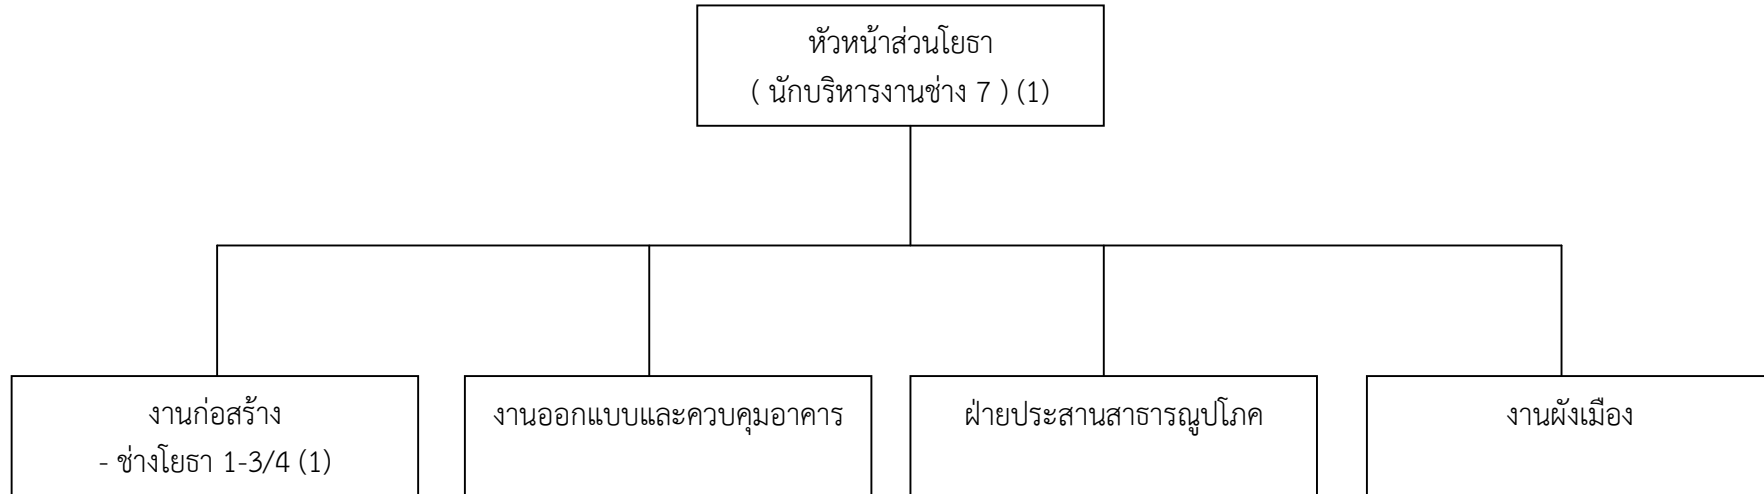 หัวหน้าส่วนโยธา
( นักบริหารงานช่าง 7 ) (1)
งานก่อสร้าง
- ช่างโยธา 1-3/4 (1)
งานออกแบบและควบคุมอาคาร
ฝ่ายประสานสาธารณูปโภค
งานผังเมือง